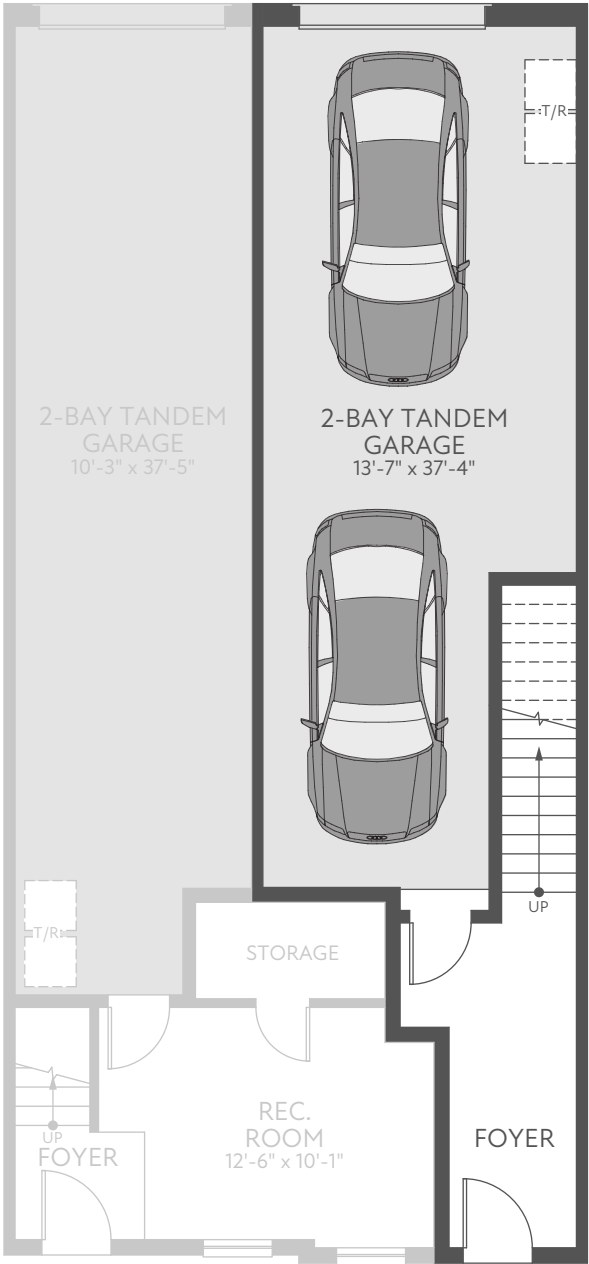 T/R
2-BAY TANDEM
GARAGE
10'-3" x 37'-5"
2-BAY TANDEM
GARAGE
13'-7" x 37'-4"
UP
T/R
STORAGE
REC.
ROOM
12'-6" x 10'-1"
UP
FOYER
FOYER